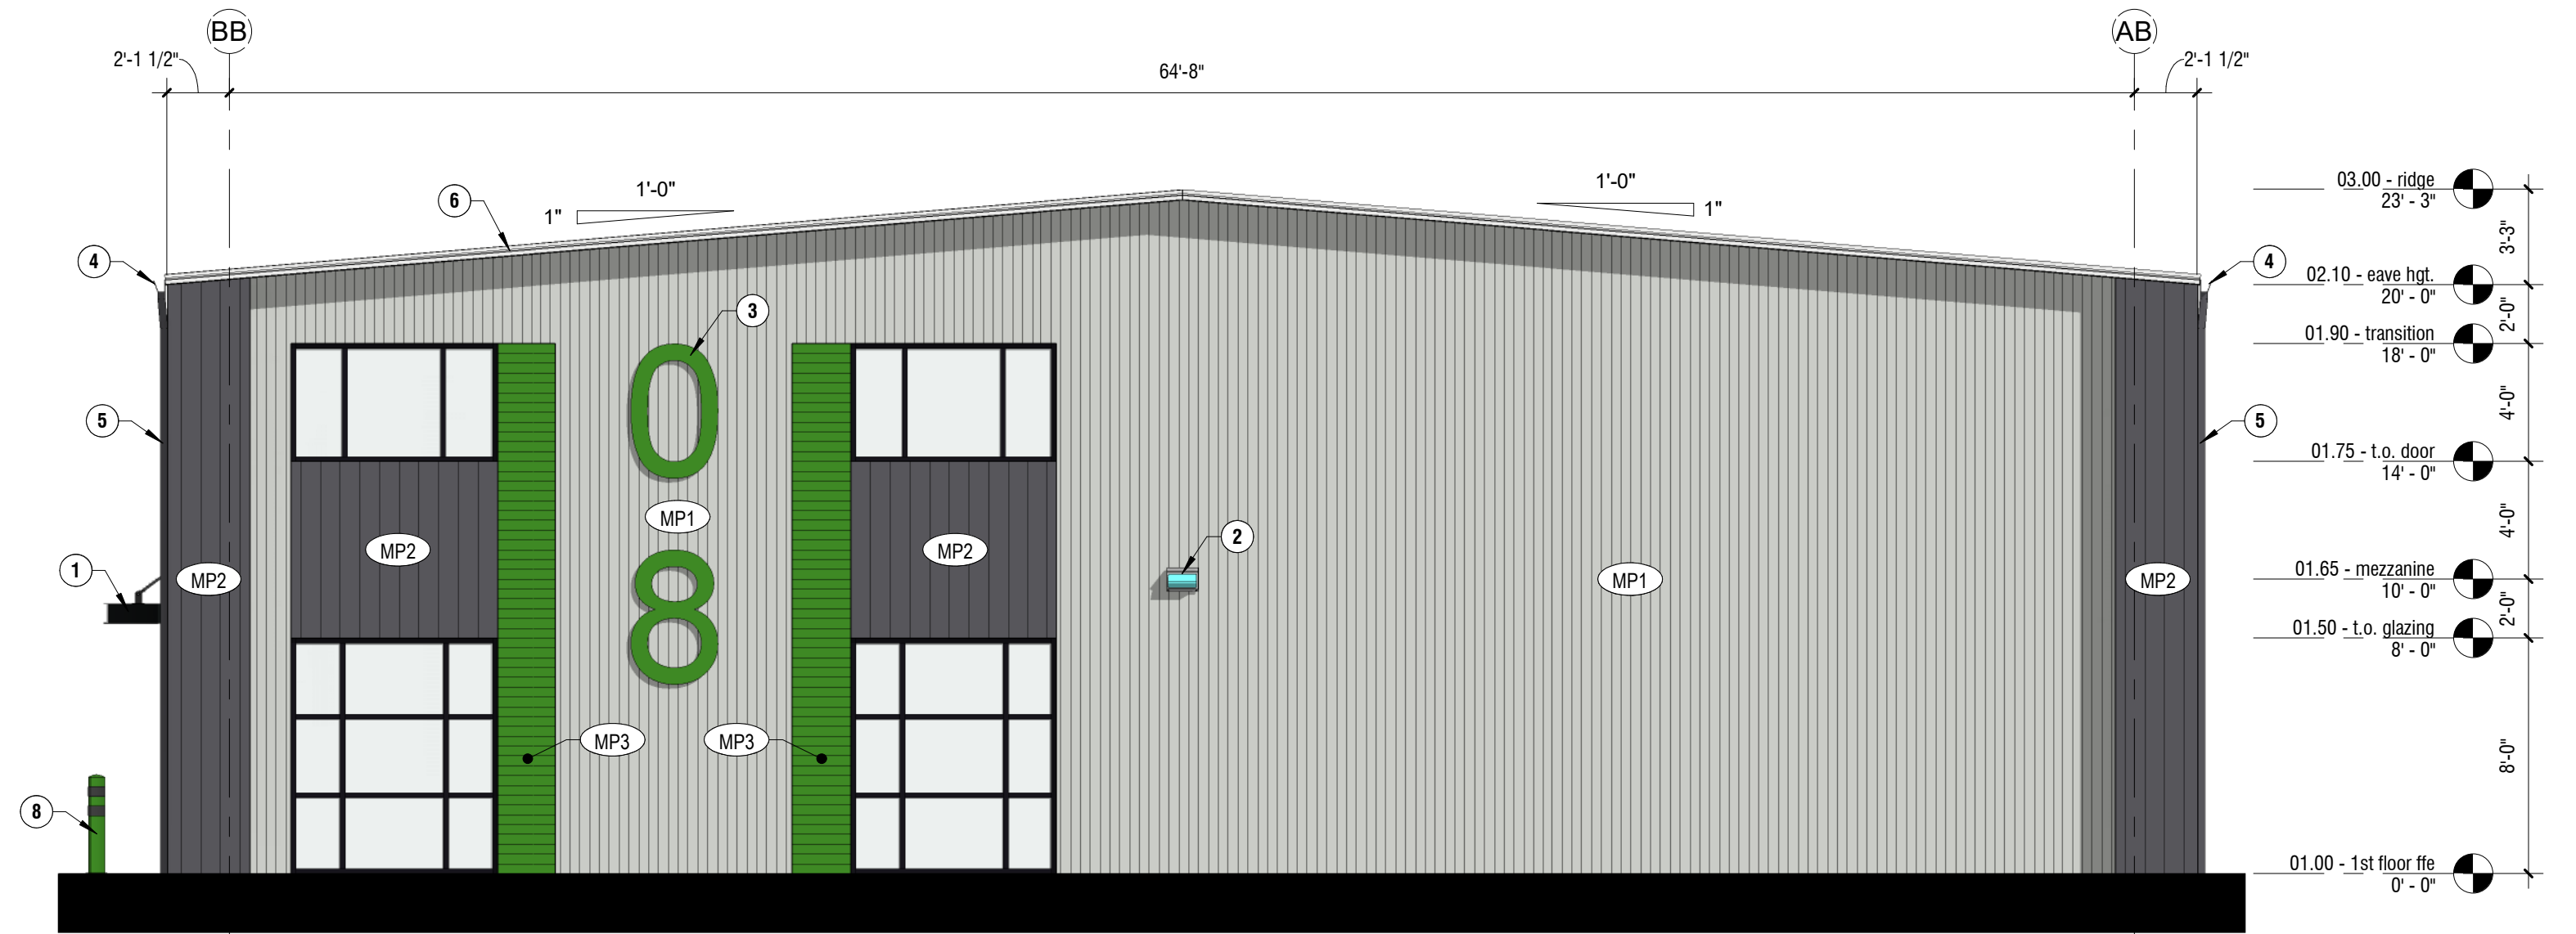 BB
AB
2'-1 1/2"
64'-8"
2'-1 1/2"
1'-0"
1"
1'-0"
1"
6
4
4
3
5
5
2
1
8
0
8
MP1
MP2
MP2
MP2
MP1
MP2
MP3
MP3
03.00 - ridge
23' - 3"
3'-3"
02.10 - eave hgt.
20' - 0"
2'-0"
01.90 - transition
18' - 0"
4'-0"
01.75 - t.o. door
14' - 0"
4'-0"
01.65 - mezzanine
10' - 0"
2'-0"
01.50 - t.o. glazing
8' - 0"
8'-0"
01.00 - 1st floor ffe
0' - 0"